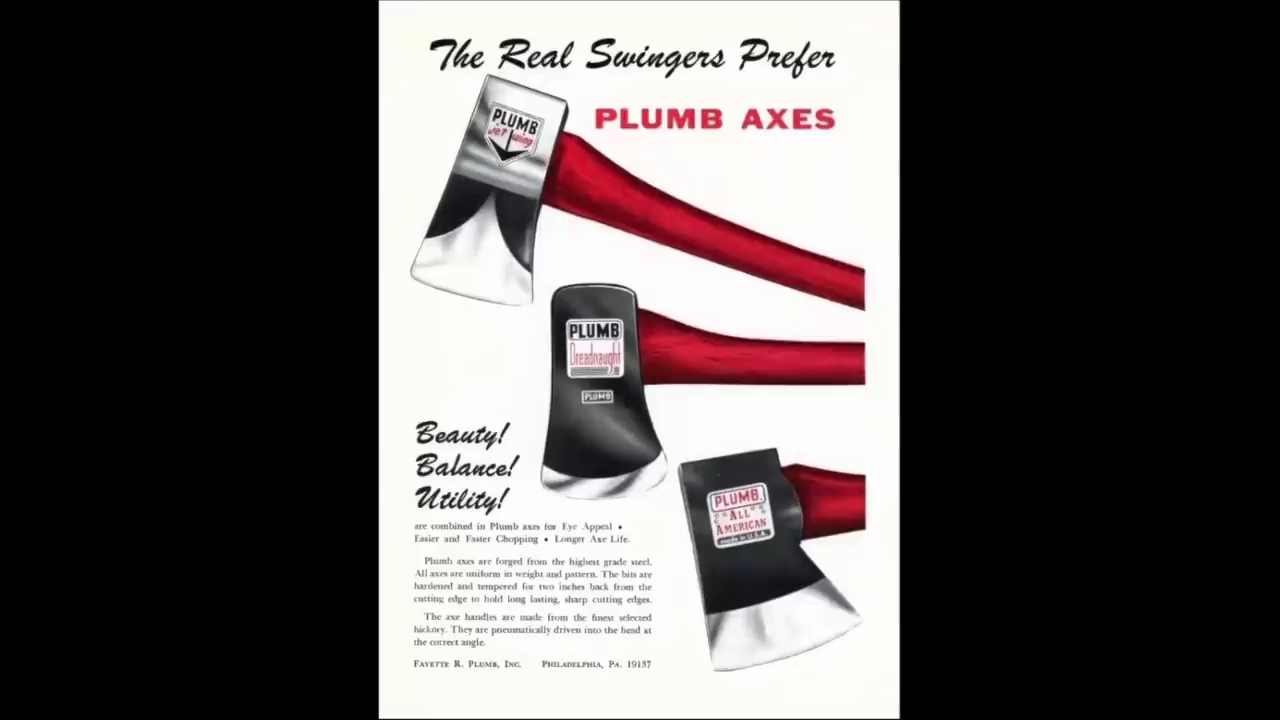 The Real Swingers Prefer
PLUMB AXES
PLUMB
jet wing
PLUMB
Dreadnaught
PLUMB
Beauty!
Balance!
Utility!
are combined in Plumb axes for Eye Appeal •
Easier and Faster Chopping • Longer Axe Life.
Plumb axes are forged from the highest grade steel.
All axes are uniform in weight and pattern. The bits are
hardened and tempered for two inches back from the
cutting edge to hold long lasting, sharp cutting edges.
The axe handles are made from the finest selected
hickory. They are pneumatically driven into the head at
the correct angle.
FAYETTE R. PLUMB, INC. PHILADELPHIA, PA. 19137
PLUMB.
"ALL
AMERICAN
made in U.S.A.